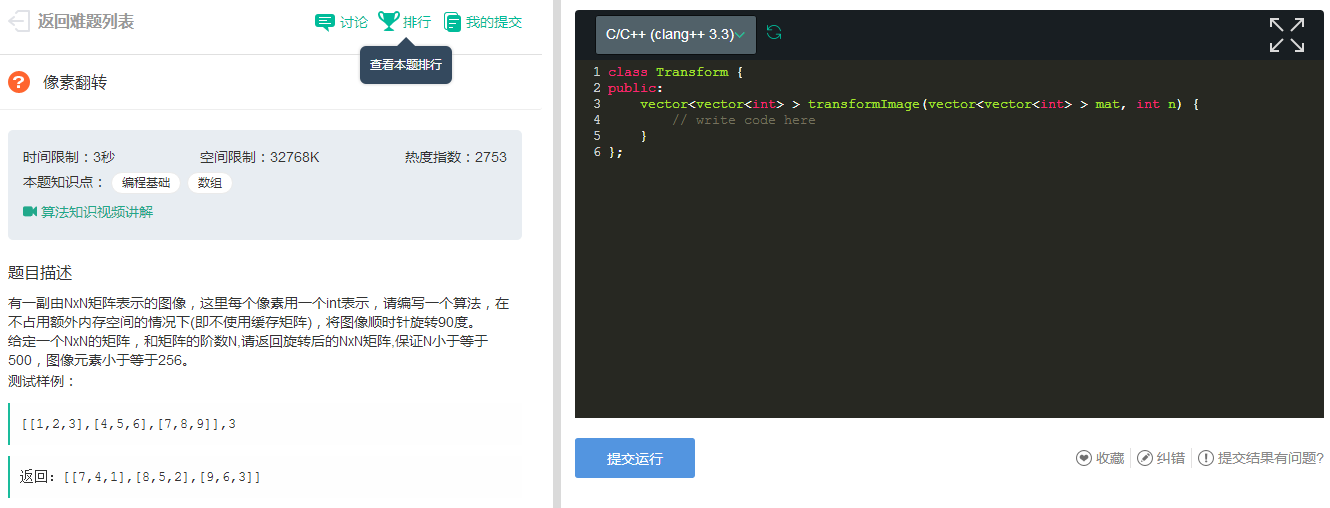 返回难题列表
讨论
排行
我的提交
查看本题排行
?
像素翻转
时间限制：3秒 空间限制：32768K 热度指数：2753
本题知识点： 编程基础 数组
算法知识视频讲解
题目描述
有一副由NxN矩阵表示的图像，这里每个像素用一个int表示，请编写一个算法，在
不占用额外内存空间的情况下(即不使用缓存矩阵)，将图像顺时针旋转90度。
给定一个NxN的矩阵，和矩阵的阶数N,请返回旋转后的NxN矩阵,保证N小于等于
500，图像元素小于等于256。
测试样例：
[[1,2,3],[4,5,6],[7,8,9]],3
返回：[[7,4,1],[8,5,2],[9,6,3]]
C/C++ (clang++ 3.3)
1 class Transform {
2 public:
3     vector<vector<int> > transformImage(vector<vector<int> > mat, int n) {
4         // write code here
5     }
6 };
提交运行
收藏
纠错
提交结果有问题?